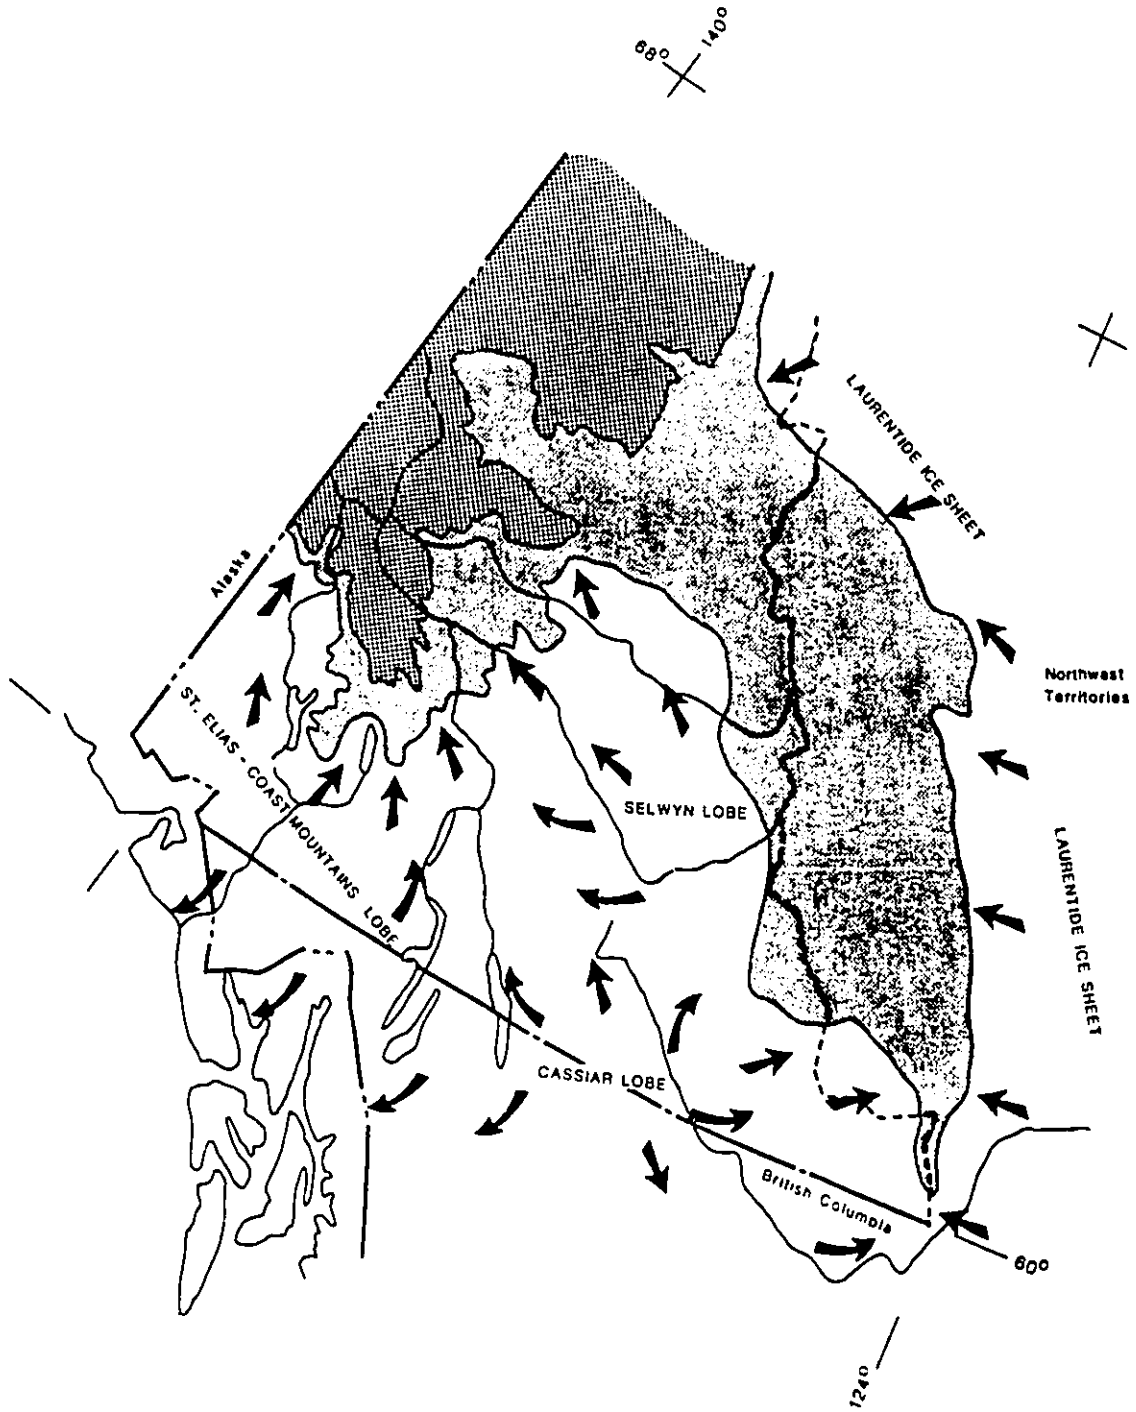 68° 140°
LAURENTIDE ICE SHEET
Alaska
Northwest
Territories
ST. ELIAS - COAST MOUNTAINS LOBE
SELWYN LOBE
LAURENTIDE ICE SHEET
CASSIAR LOBE
British Columbia
60°
124°